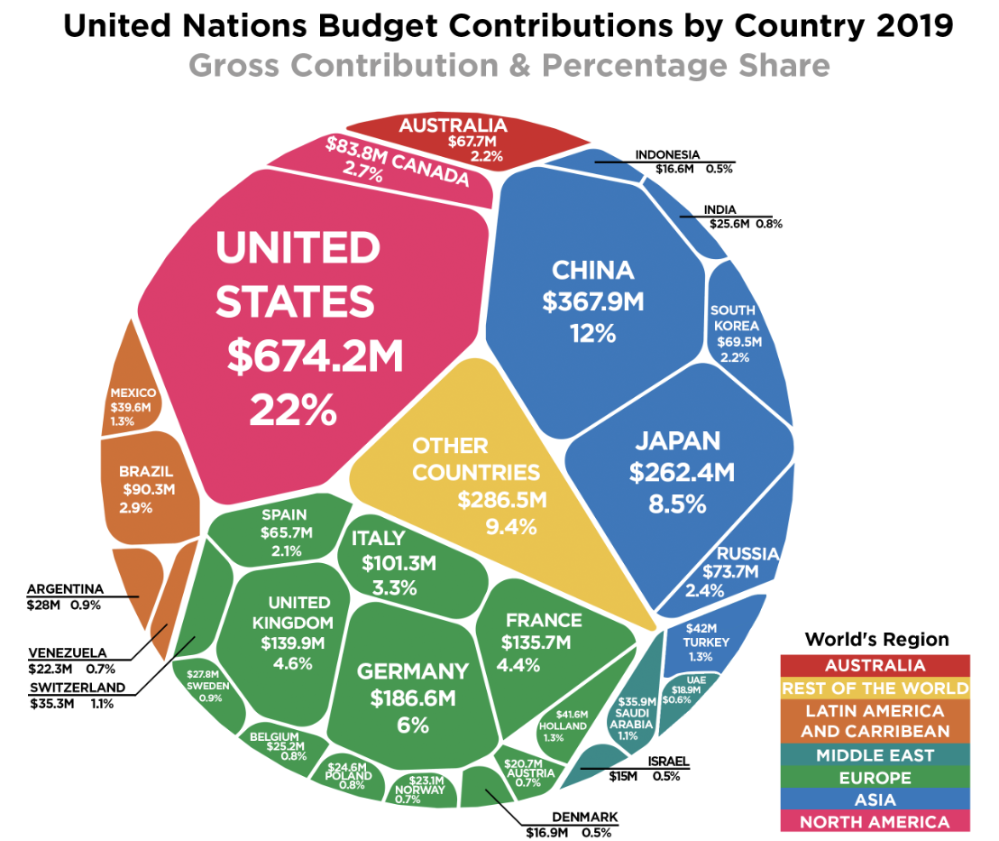 United Nations Budget Contributions by Country 2019
Gross Contribution & Percentage Share
AUSTRALIA
$67.7M
2.2%
$83.8M CANADA
2.7%
INDONESIA
$16.6M 0.5%
INDIA
$25.6M 0.8%
UNITED
STATES
$674.2M
22%
CHINA
$367.9M
12%
SOUTH
KOREA
$69.5M
2.2%
MEXICO
$39.6M
1.3%
BRAZIL
$90.3M
2.9%
OTHER
COUNTRIES
$286.5M
9.4%
JAPAN
$262.4M
8.5%
RUSSIA
$73.7M
2.4%
SPAIN
$65.7M
2.1%
ITALY
$101.3M
3.3%
ARGENTINA
$28M 0.9%
VENEZUELA
$22.3M 0.7%
SWITZERLAND
$35.3M 1.1%
UNITED
KINGDOM
$139.9M
4.6%
FRANCE
$135.7M
4.4%
GERMANY
$186.6M
6%
$42M
TURKEY
1.3%
UAE
$18.9M
$0.6%
$35.9M
SAUDI
ARABIA
1.1%
$41.6M
HOLLAND
1.3%
$27.8M
SWEDEN
0.9%
BELGIUM
$25.2M
0.8%
$24.6M
POLAND
0.8%
$23.1M
NORWAY
0.7%
$20.7M
AUSTRIA
0.7%
ISRAEL
$15M 0.5%
DENMARK
$16.9M 0.5%
World's Region
AUSTRALIA
REST OF THE WORLD
LATIN AMERICA
AND CARRIBEAN
MIDDLE EAST
EUROPE
ASIA
NORTH AMERICA